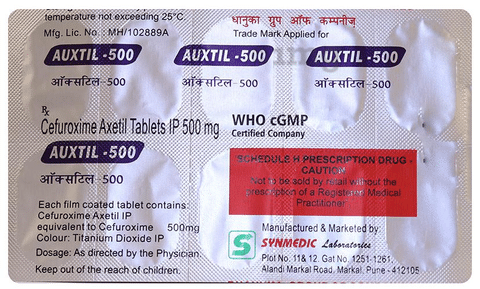 temperature not exceeding 25°C.
Mfg. Lic. No. : MH/102889A
धानुका ग्रुप ऑफ कम्पनीज
Trade Mark Applied for
AUXTIL -500 AUXTIL -500 AUXTIL -500
ऑक्सटिल -500 ऑक्सटिल -500 ऑक्सटिल -500
Rx
Cefuroxime Axetil Tablets IP 500 mg
WHO cGMP
Certified Company
AUXTIL -500
ऑक्सटिल -500
SCHEDULE H PRESCRIPTION DRUG -
CAUTION
Not to be sold by retail without the
prescription of a Registered Medical
Practitioner
Each film coated tablet contains:
Cefuroxime Axetil IP
equivalent to Cefuroxime 500mg
Colour: Titanium Dioxide IP
Dosage: As directed by the Physician.
Keep out of the reach of children.
Manufactured & Marketed by:
S SYNMEDIC Laboratories
Plot No. 11& 12. Gat No. 1251-1261,
Alandi Markal Road, Markal, Pune - 412105